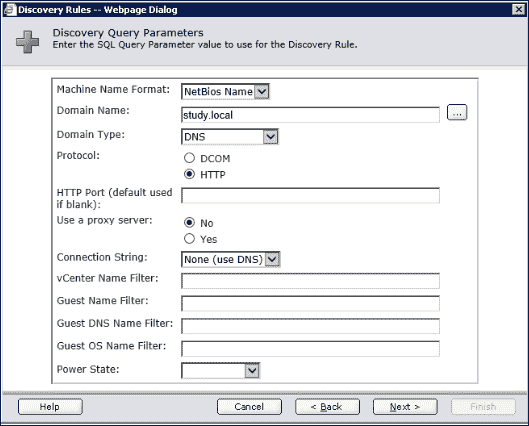 Discovery Rules -- Webpage Dialog
Discovery Query Parameters
Enter the SQL Query Parameter value to use for the Discovery Rule.
Machine Name Format: NetBios Name
Domain Name: study.local ...
Domain Type: DNS
Protocol: DCOM
HTTP
HTTP Port (default used
if blank):
Use a proxy server: No
Yes
Connection String: None (use DNS)
vCenter Name Filter:
Guest Name Filter:
Guest DNS Name Filter:
Guest OS Name Filter:
Power State:
Help Cancel < Back Next > Finish